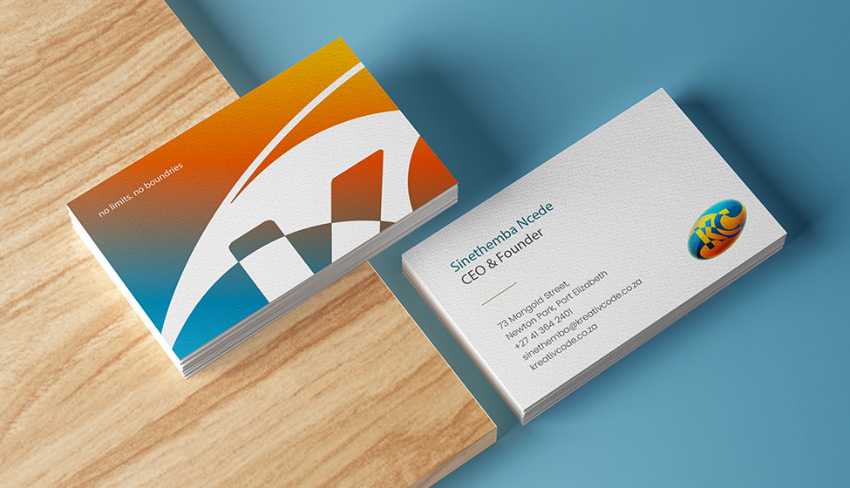 no limits. no boundries
Sinethemba Ncede
CEO & Founder
73 Mangold Street,
Newton Park, Port Elizabeth
+27 41 364 2401
sinethemba@kreativcode.co.za
kreativcode.co.za
KC